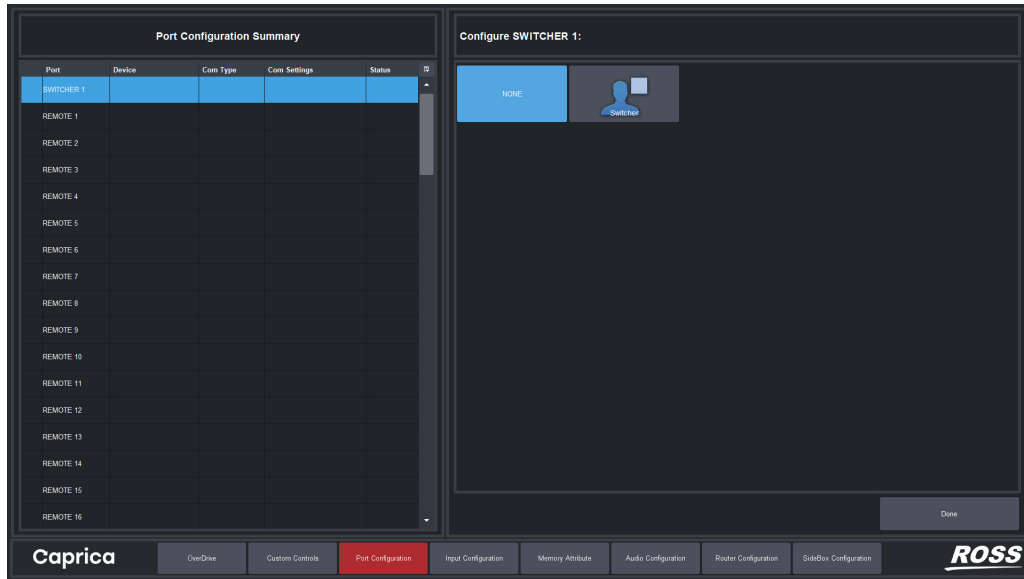 Port Configuration Summary
Configure SWITCHER 1:
Port Device Com Type Com Settings Status
SWITCHER 1
REMOTE 1
REMOTE 2
REMOTE 3
REMOTE 4
REMOTE 5
REMOTE 6
REMOTE 7
REMOTE 8
REMOTE 9
REMOTE 10
REMOTE 11
REMOTE 12
REMOTE 13
REMOTE 14
REMOTE 15
REMOTE 16
NONE
Switcher
Done
Caprica OverDrive Custom Controls Port Configuration Input Configuration Memory Attribute Audio Configuration Router Configuration SideBox Configuration ROSS